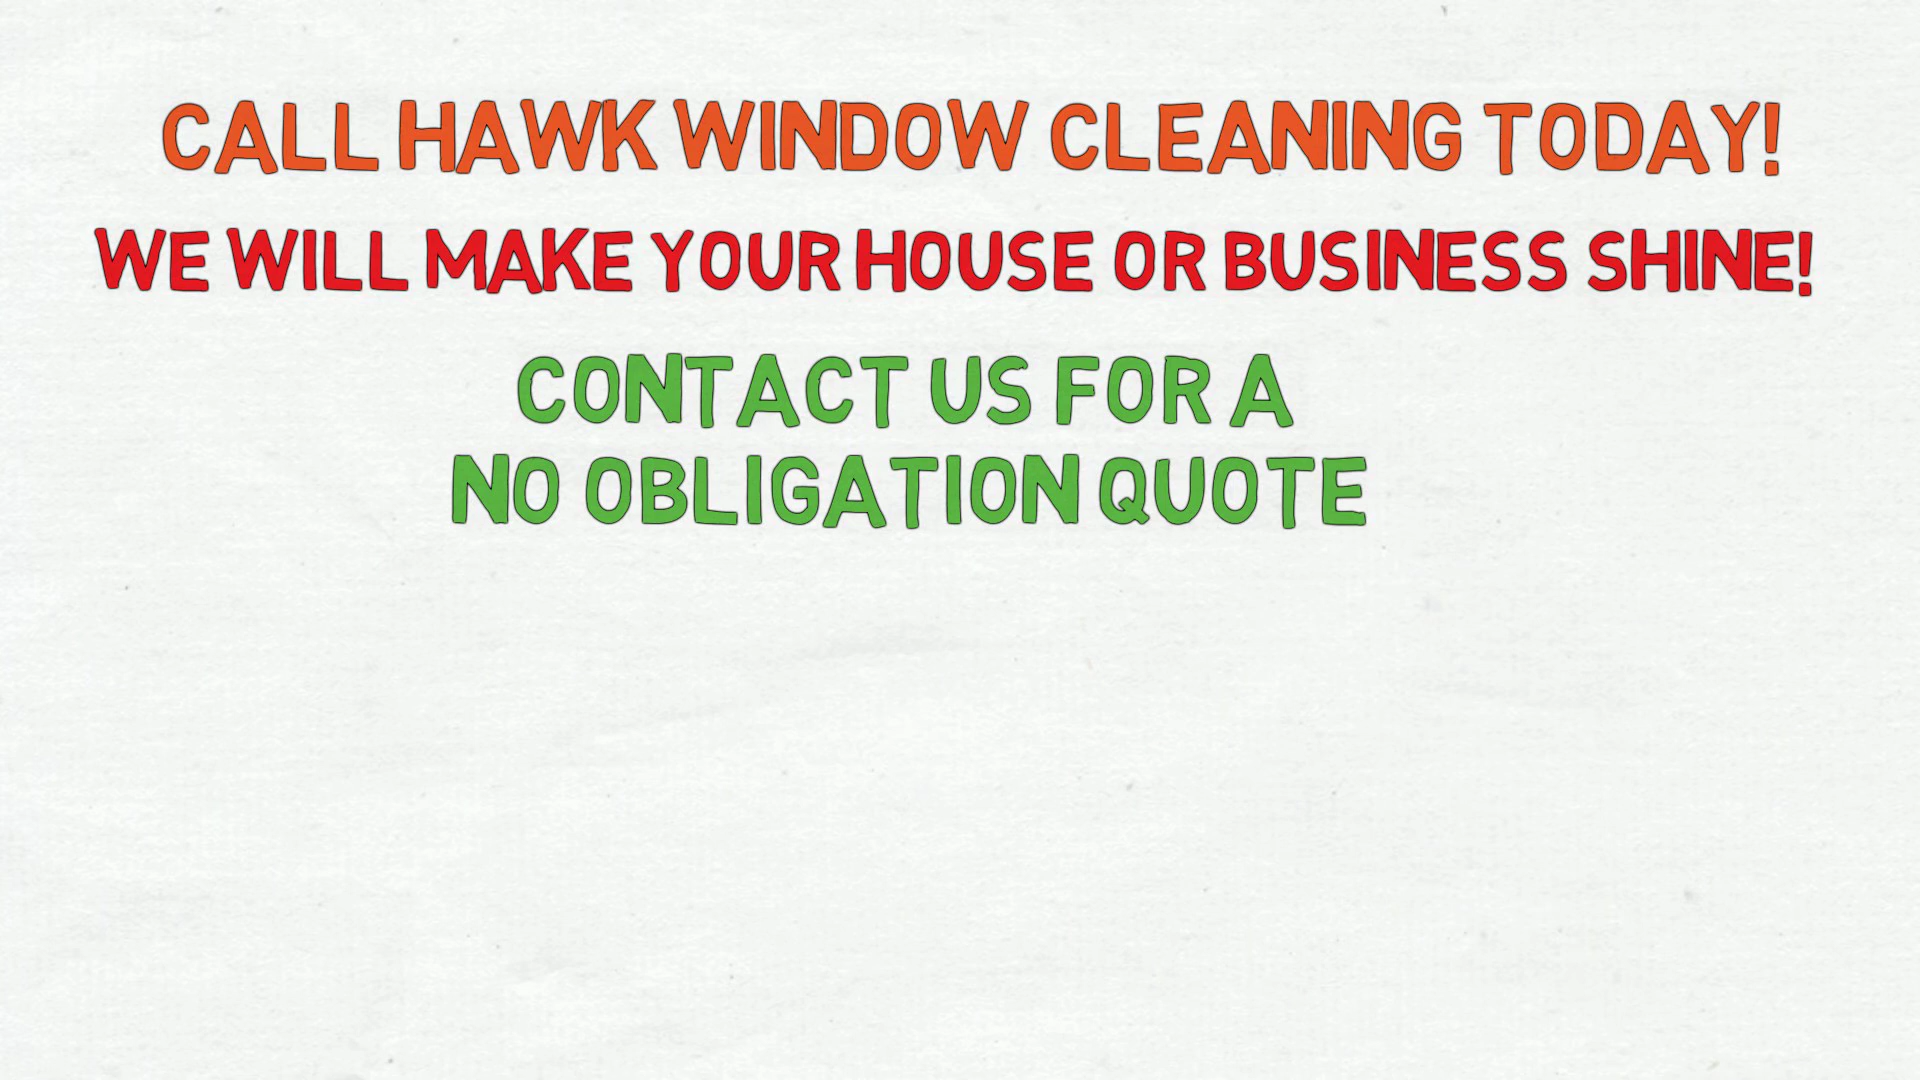 CALL HAWK WINDOW CLEANING TODAY!
WE WILL MAKE YOUR HOUSE OR BUSINESS SHINE!
CONTACT US FOR A
NO OBLIGATION QUOTE